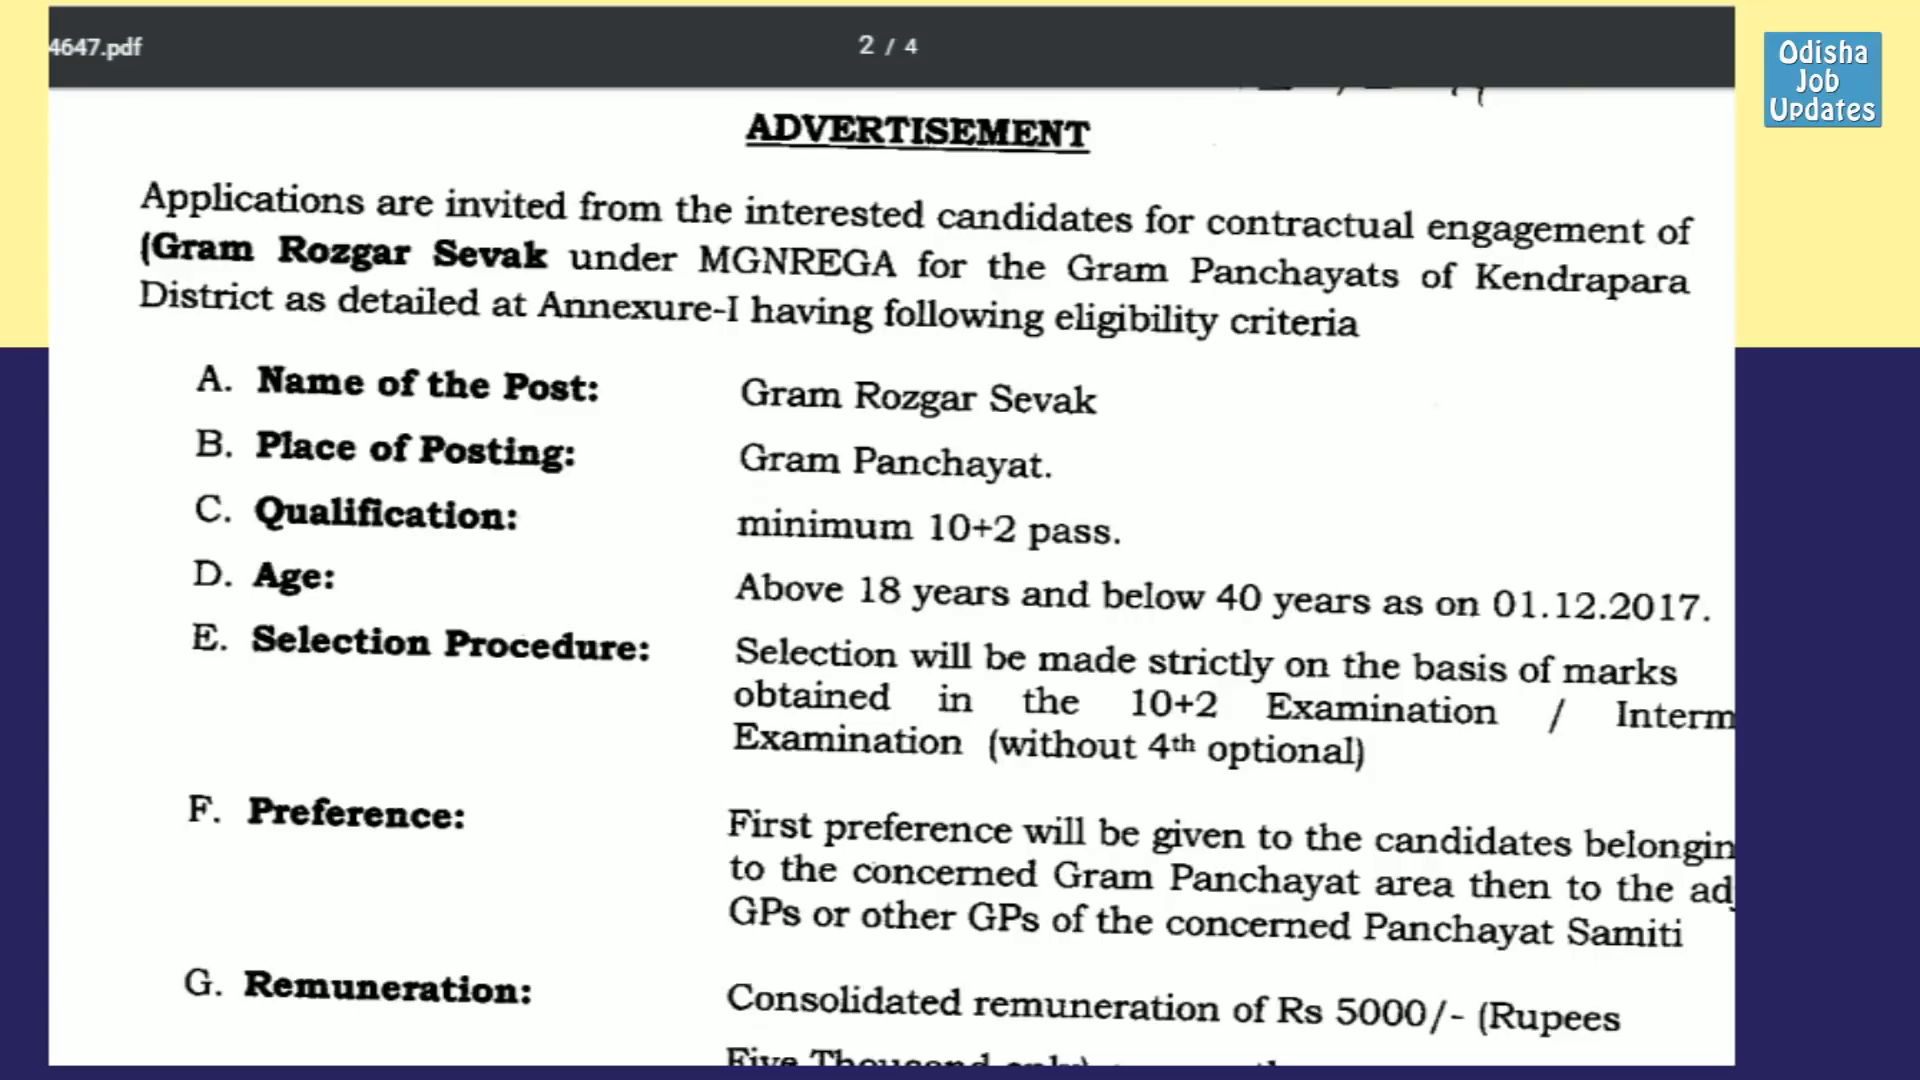 4647.pdf
2 / 4
Odisha
Job
Updates
ADVERTISEMENT
Applications are invited from the interested candidates for contractual engagement of
(Gram Rozgar Sevak under MGNREGA for the Gram Panchayats of Kendrapara
District as detailed at Annexure-I having following eligibility criteria
A. Name of the Post: Gram Rozgar Sevak
B. Place of Posting: Gram Panchayat.
C. Qualification: minimum 10+2 pass.
D. Age: Above 18 years and below 40 years as on 01.12.2017.
E. Selection Procedure: Selection will be made strictly on the basis of marks
obtained in the 10+2 Examination / Interm
Examination (without 4th optional)
F. Preference: First preference will be given to the candidates belongin
to the concerned Gram Panchayat area then to the adj
GPs or other GPs of the concerned Panchayat Samiti
G. Remuneration: Consolidated remuneration of Rs 5000/- (Rupees
Five Thousand only)